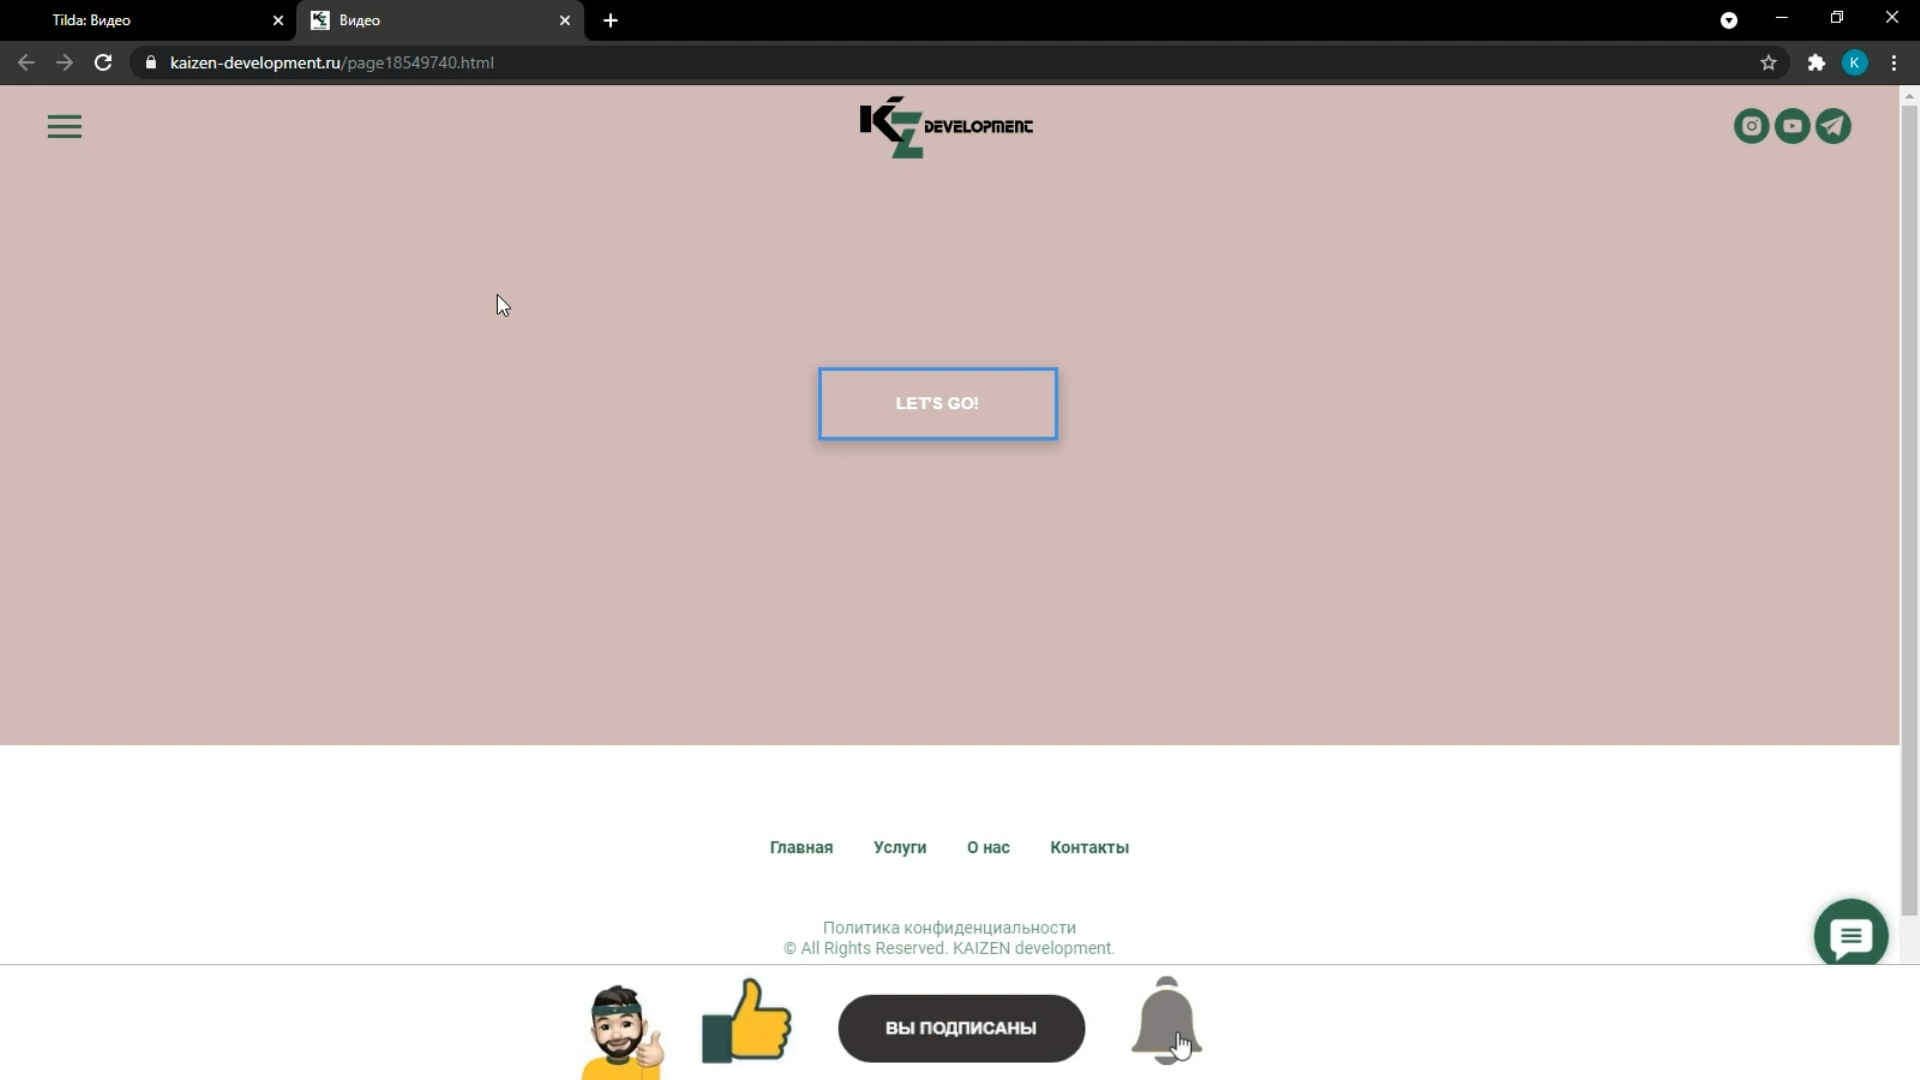 Tilda: Видео
Видео
kaizen-development.ru/page18549740.html
K
KZ DEVELOPMENT
LET'S GO!
Главная Услуги О нас Контакты
Политика конфиденциальности
© All Rights Reserved. KAIZEN development.
ВЫ ПОДПИСАНЫ